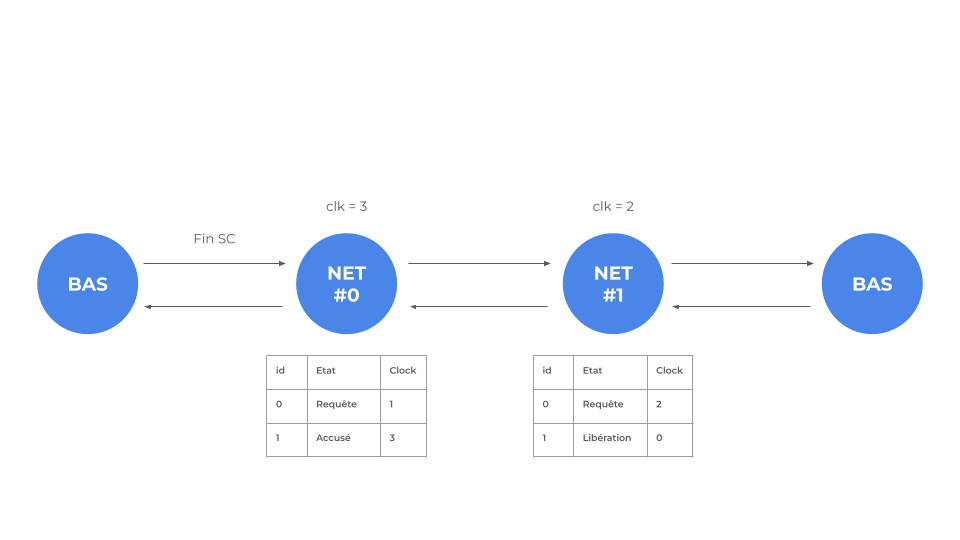 clk = 3
clk = 2
Fin SC
BAS
NET
#0
NET
#1
BAS
id Etat Clock
0 Requête 1
1 Accusé 3
id Etat Clock
0 Requête 2
1 Libération 0